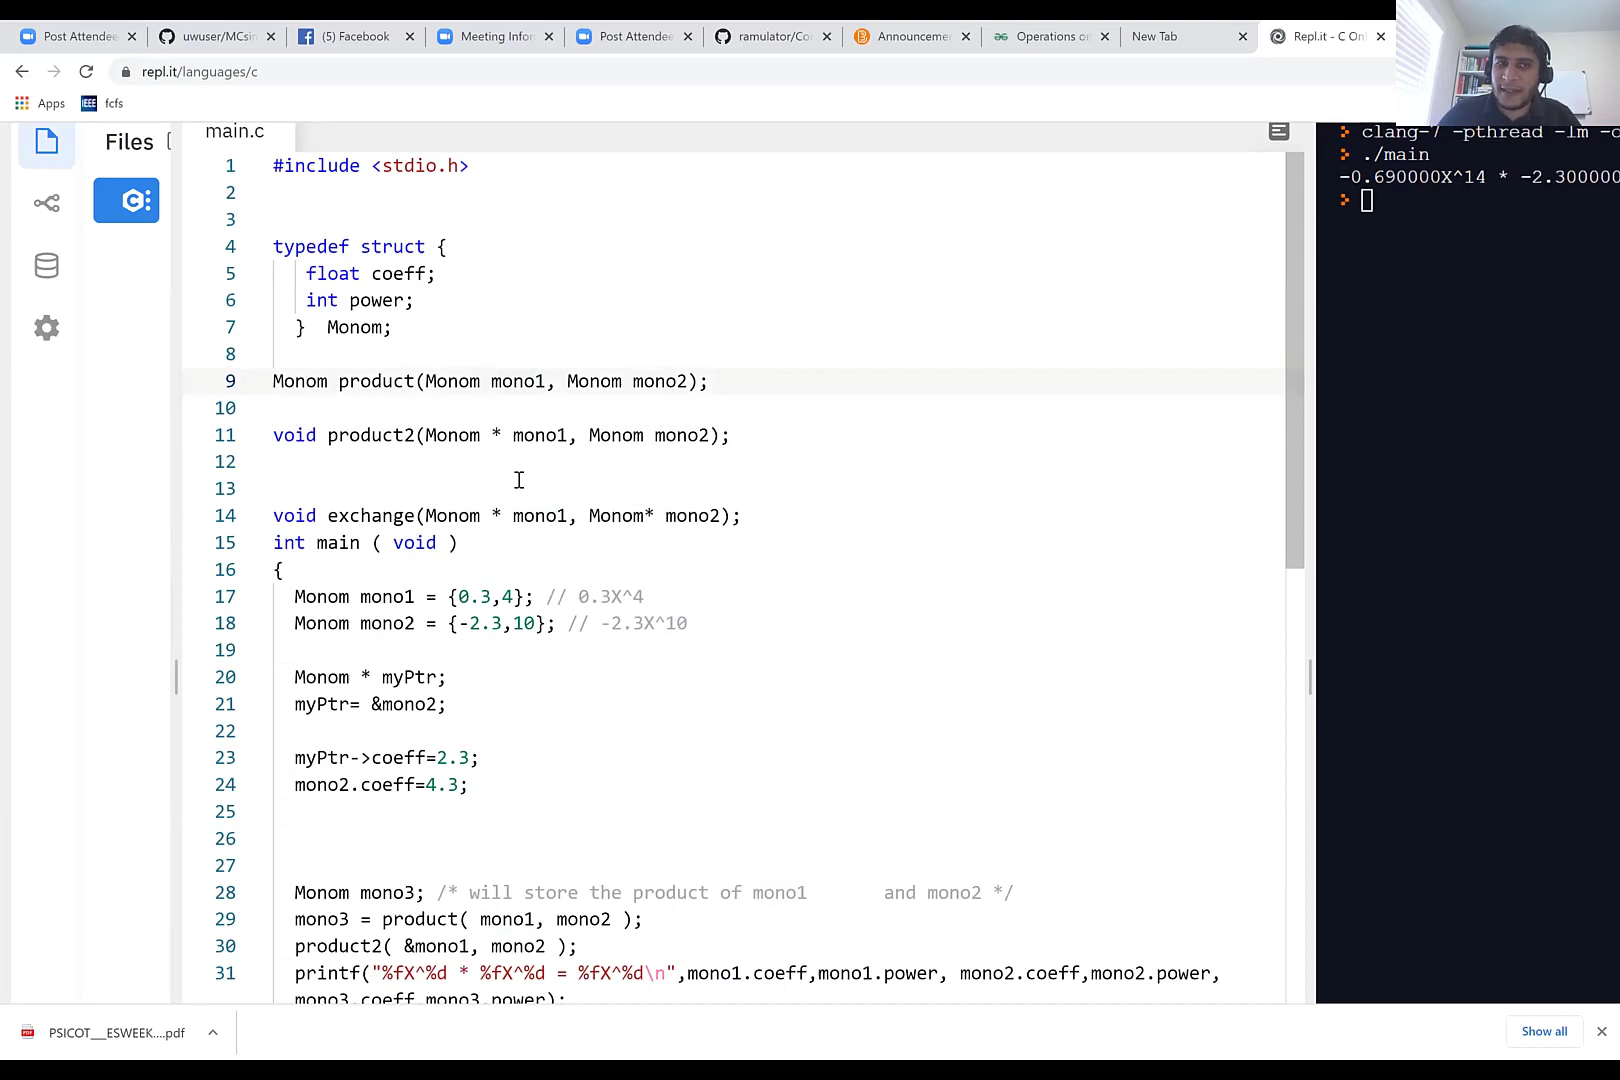 Post Attendee
uwuser/MCsin
(5) Facebook
Meeting Infor
Post Attendee
ramulator/Co
Announceme
Operations o
New Tab
Repl.it - C Onl
repl.it/languages/c
Apps
IEEE
fcfs
Files
main.c
1 #include <stdio.h>
2
3
4 typedef struct {
5 float coeff;
6 int power;
7 } Monom;
8
9 Monom product(Monom mono1, Monom mono2);
10
11 void product2(Monom * mono1, Monom mono2);
12
13
14 void exchange(Monom * mono1, Monom* mono2);
15 int main ( void )
16 {
17 Monom mono1 = {0.3,4}; // 0.3X^4
18 Monom mono2 = {-2.3,10}; // -2.3X^10
19
20 Monom * myPtr;
21 myPtr= &mono2;
22
23 myPtr->coeff=2.3;
24 mono2.coeff=4.3;
25
26
27
28 Monom mono3; /* will store the product of mono1 and mono2 */
29 mono3 = product( mono1, mono2 );
30 product2( &mono1, mono2 );
31 printf("%fX^%d * %fX^%d = %fX^%d\n",mono1.coeff,mono1.power, mono2.coeff,mono2.power,
mono3.coeff,mono3.power);
clang-7 -pthread -lm -o
./main
-0.690000X^14 * -2.300000
PSICOT__ESWEEK....pdf
Show all